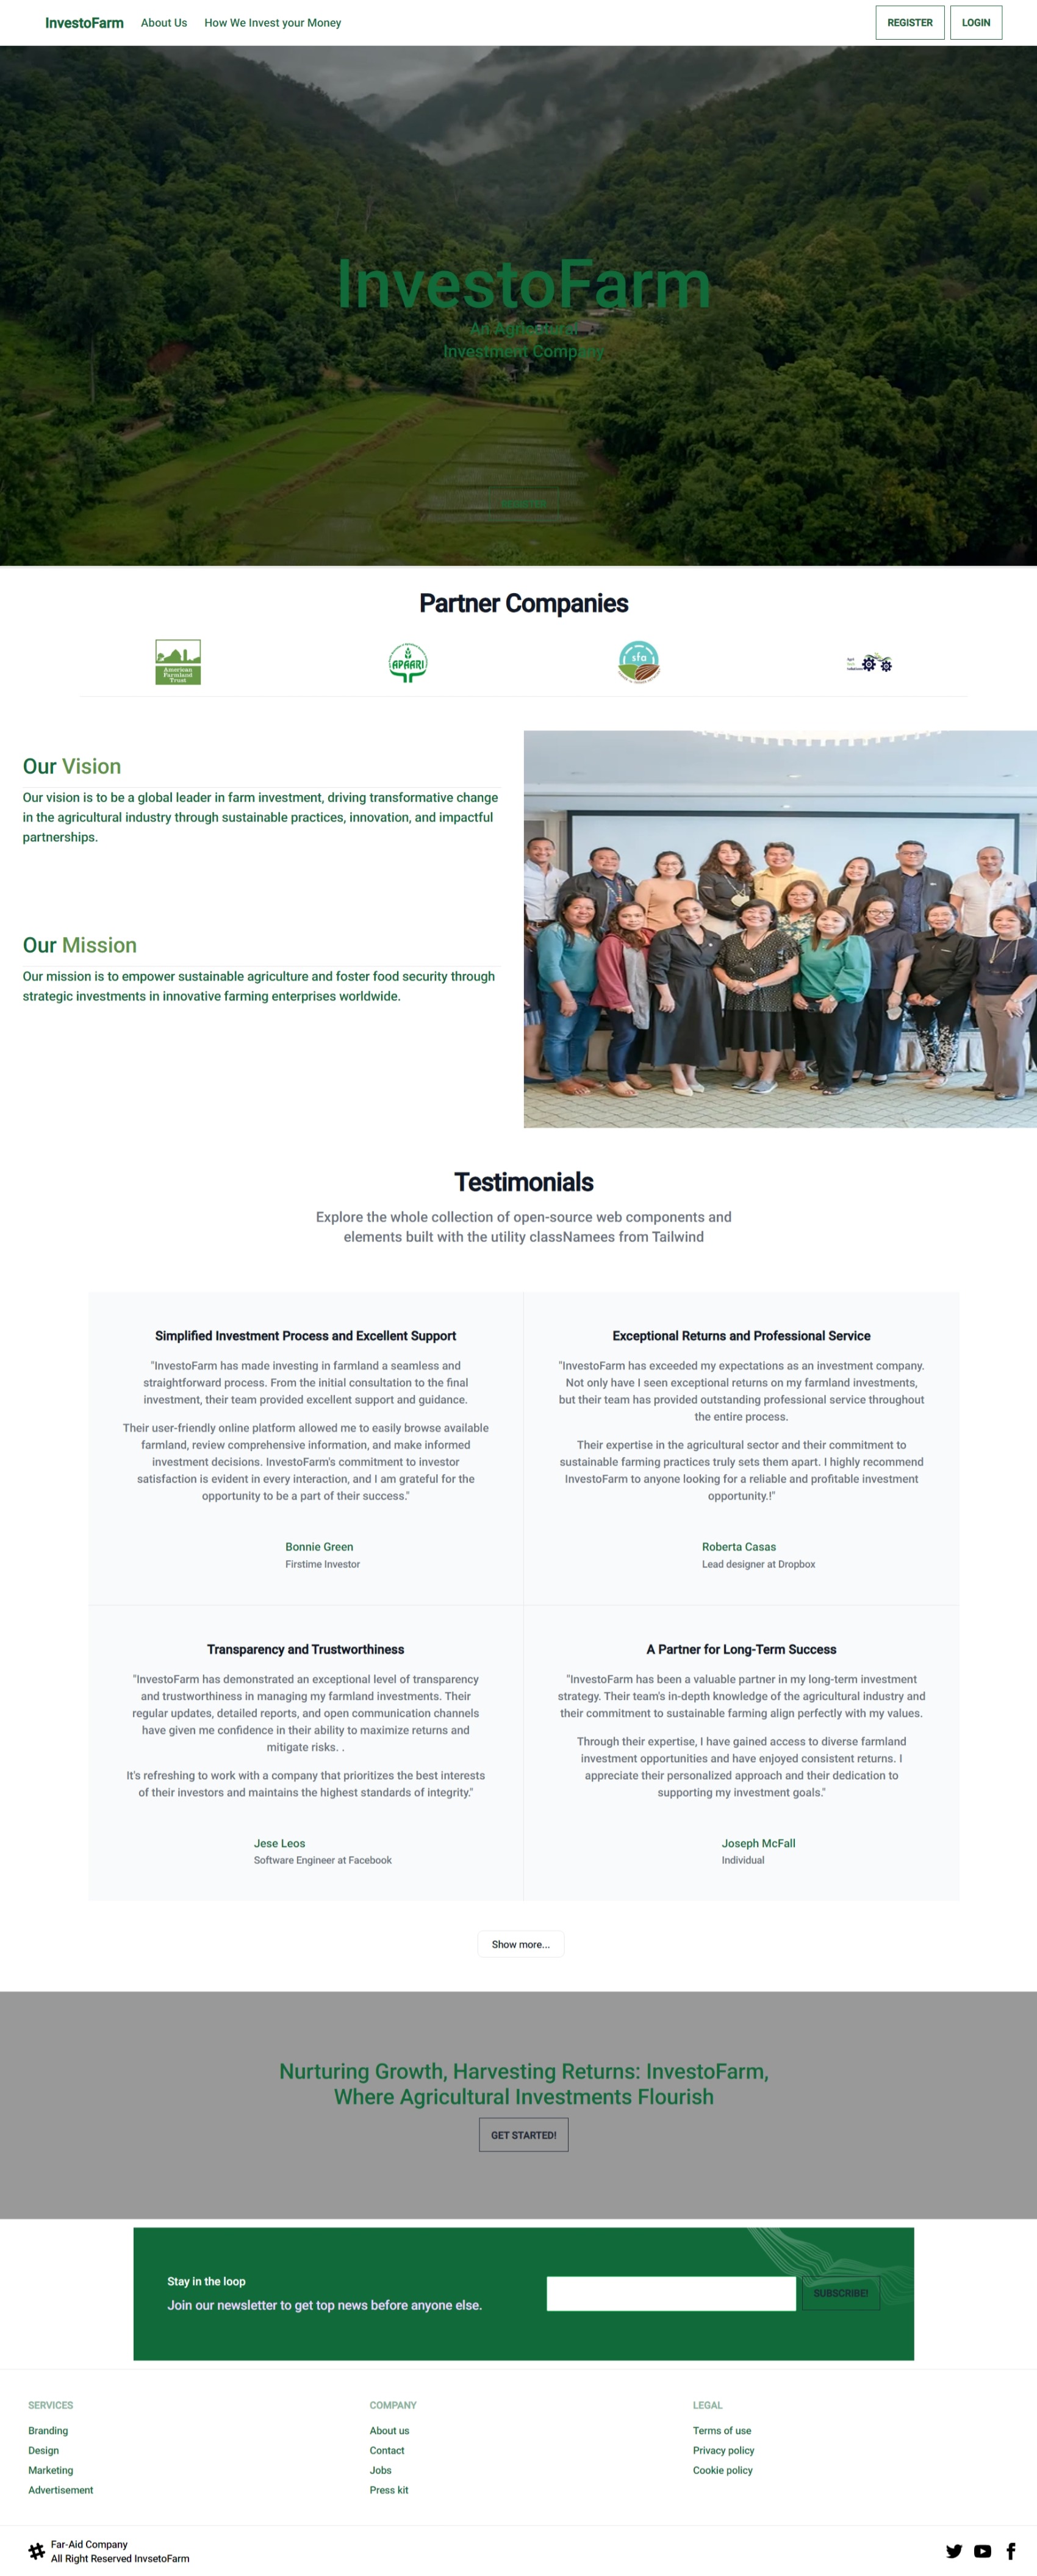 InvestoFarm
About Us
How We Invest your Money
REGISTER
LOGIN
InvestoFarm
An Agricatural
Investment Company
REGISTER
Partner Companies
American
Farmland
Trust
APAARI
sfa
Our Vision
Our vision is to be a global leader in farm investment, driving transformative change
in the agricultural industry through sustainable practices, innovation, and impactful
partnerships.
Our Mission
Our mission is to empower sustainable agriculture and foster food security through
strategic investments in innovative farming enterprises worldwide.
Testimonials
Explore the whole collection of open-source web components and
elements built with the utility classNamees from Tailwind
Simplified Investment Process and Excellent Support
"InvestoFarm has made investing in farmland a seamless and
straightforward process. From the initial consultation to the final
investment, their team provided excellent support and guidance.
Their user-friendly online platform allowed me to easily browse available
farmland, review comprehensive information, and make informed
investment decisions. InvestoFarm's commitment to investor
satisfaction is evident in every interaction, and I am grateful for the
opportunity to be a part of their success."
Bonnie Green
Firstime Investor
Exceptional Returns and Professional Service
"InvestoFarm has exceeded my expectations as an investment company.
Not only have I seen exceptional returns on my farmland investments,
but their team has provided outstanding professional service throughout
the entire process.
Their expertise in the agricultural sector and their commitment to
sustainable farming practices truly sets them apart. I highly recommend
InvestoFarm to anyone looking for a reliable and profitable investment
opportunity.!"
Roberta Casas
Lead designer at Dropbox
Transparency and Trustworthiness
"InvestoFarm has demonstrated an exceptional level of transparency
and trustworthiness in managing my farmland investments. Their
regular updates, detailed reports, and open communication channels
have given me confidence in their ability to maximize returns and
mitigate risks. .
It's refreshing to work with a company that prioritizes the best interests
of their investors and maintains the highest standards of integrity."
Jese Leos
Software Engineer at Facebook
A Partner for Long-Term Success
"InvestoFarm has been a valuable partner in my long-term investment
strategy. Their team's in-depth knowledge of the agricultural industry and
their commitment to sustainable farming align perfectly with my values.
Through their expertise, I have gained access to diverse farmland
investment opportunities and have enjoyed consistent returns. I
appreciate their personalized approach and their dedication to
supporting my investment goals."
Joseph McFall
Individual
Show more...
Nurturing Growth, Harvesting Returns: InvestoFarm,
Where Agricultural Investments Flourish
GET STARTED!
Stay in the loop
Join our newsletter to get top news before anyone else.
SUBSCRIBE!
SERVICES
Branding
Design
Marketing
Advertisement
COMPANY
About us
Contact
Jobs
Press kit
LEGAL
Terms of use
Privacy policy
Cookie policy
Far-Aid Company
All Right Reserved InvsetoFarm